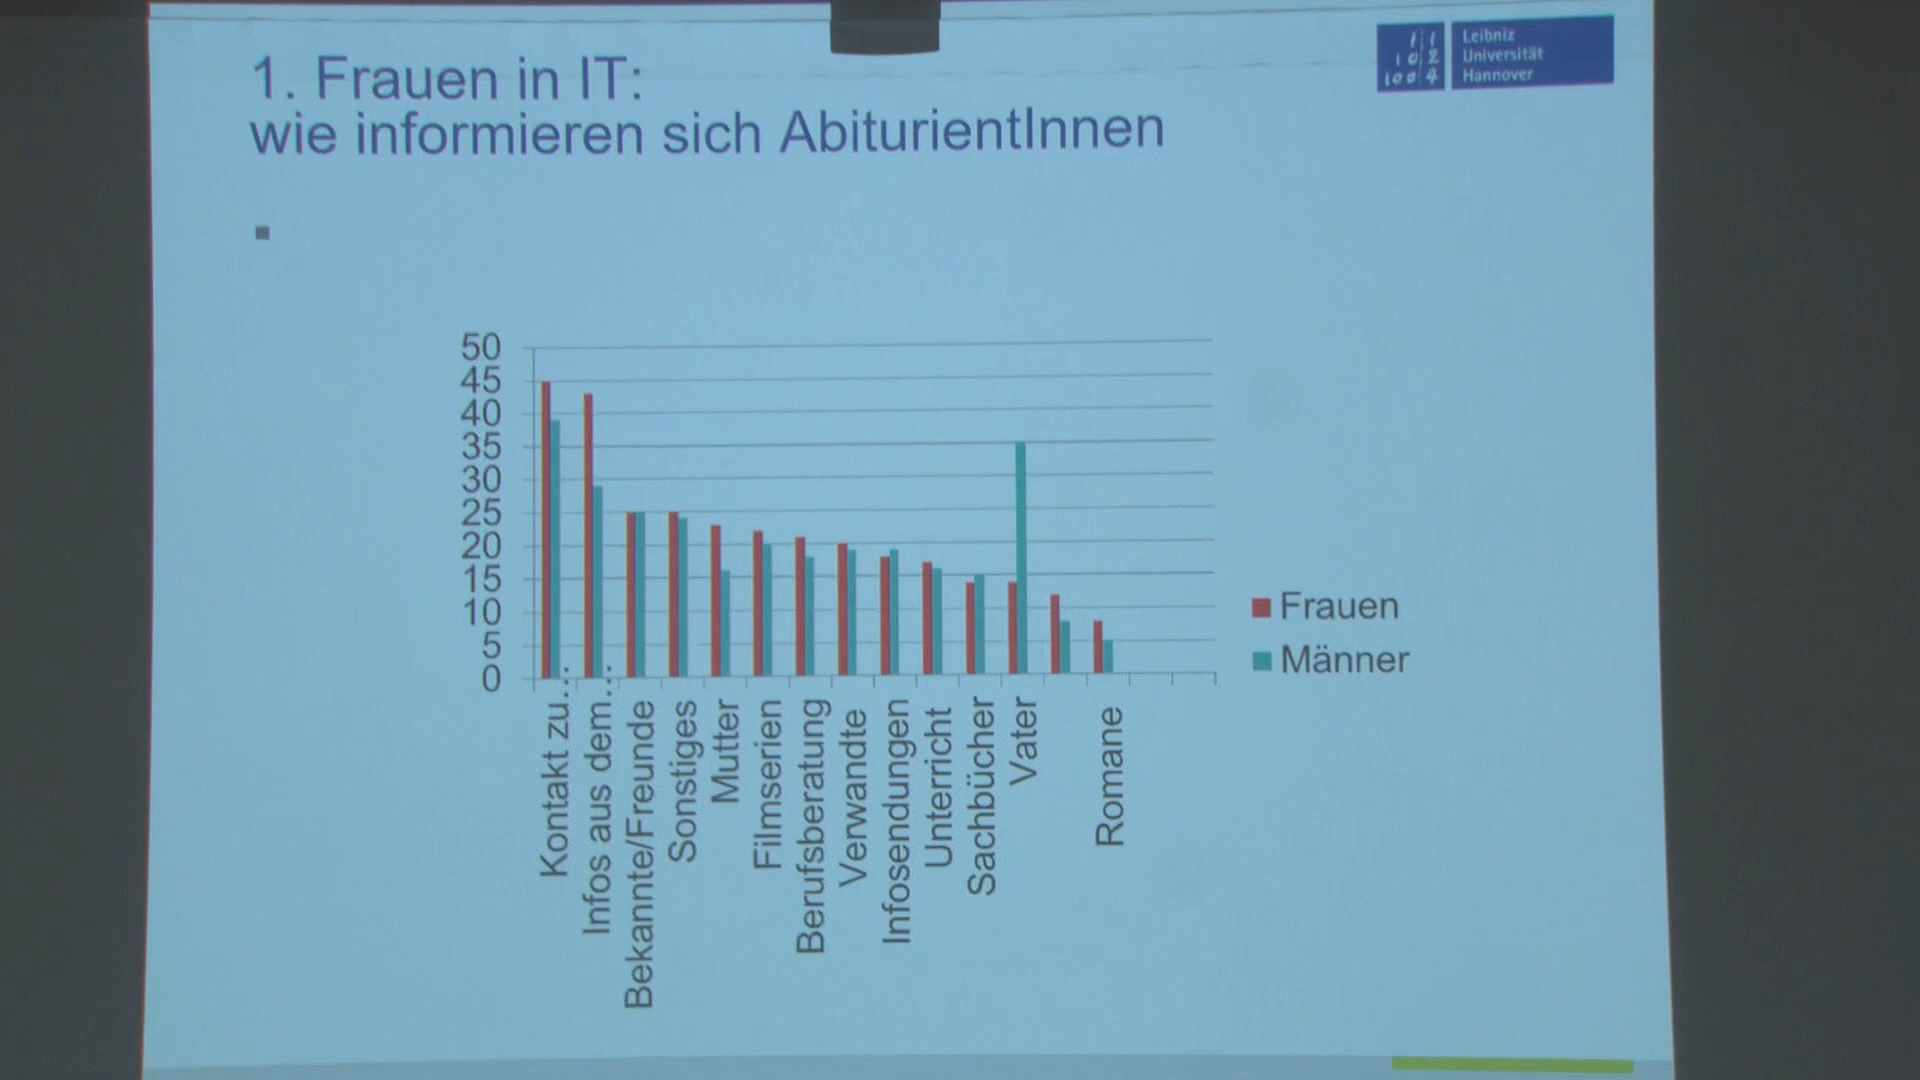 1. Frauen in IT:
wie informieren sich AbiturientInnen
Leibniz
Universität
Hannover
50
45
40
35
30
25
20
15
10
5
0
Kontakt zu…
Infos aus dem…
Bekannte/Freunde
Sonstiges
Mutter
Filmserien
Berufsberatung
Verwandte
Infosendungen
Unterricht
Sachbücher
Vater
Romane
Frauen
Männer